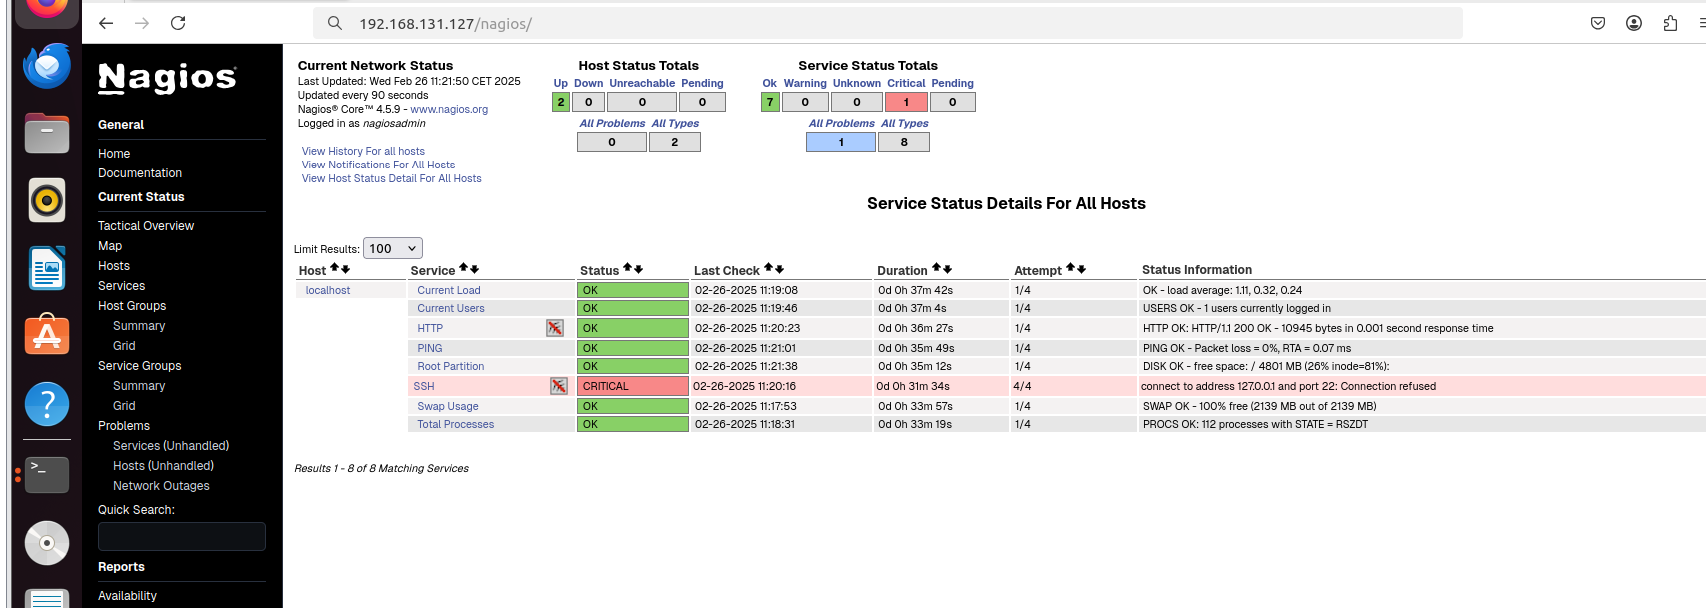 192.168.131.127/nagios/
Nagios®
General
Home
Documentation
Current Status
Tactical Overview
Map
Hosts
Services
Host Groups
Summary
Grid
Service Groups
Summary
Grid
Problems
Services (Unhandled)
Hosts (Unhandled)
Network Outages
Quick Search:
Reports
Availability
Current Network Status
Last Updated: Wed Feb 26 11:21:50 CET 2025
Updated every 90 seconds
Nagios® Core™ 4.5.9 - www.nagios.org
Logged in as nagiosadmin
View History For all hosts
View Notifications For All Hosts
View Host Status Detail For All Hosts
Host Status Totals
Up Down Unreachable Pending
2 0 0 0
All Problems All Types
0 2
Service Status Totals
Ok Warning Unknown Critical Pending
7 0 0 1 0
All Problems All Types
1 8
Service Status Details For All Hosts
Limit Results: 100
Host Service Status Last Check Duration Attempt Status Information
localhost Current Load OK 02-26-2025 11:19:08 0d 0h 37m 42s 1/4 OK - load average: 1.11, 0.32, 0.24
Current Users OK 02-26-2025 11:19:46 0d 0h 37m 4s 1/4 USERS OK - 1 users currently logged in
HTTP OK 02-26-2025 11:20:23 0d 0h 36m 27s 1/4 HTTP OK: HTTP/1.1 200 OK - 10945 bytes in 0.001 second response time
PING OK 02-26-2025 11:21:01 0d 0h 35m 49s 1/4 PING OK - Packet loss = 0%, RTA = 0.07 ms
Root Partition OK 02-26-2025 11:21:38 0d 0h 35m 12s 1/4 DISK OK - free space: / 4801 MB (26% inode=81%):
SSH CRITICAL 02-26-2025 11:20:16 0d 0h 31m 34s 4/4 connect to address 127.0.0.1 and port 22: Connection refused
Swap Usage OK 02-26-2025 11:17:53 0d 0h 33m 57s 1/4 SWAP OK - 100% free (2139 MB out of 2139 MB)
Total Processes OK 02-26-2025 11:18:31 0d 0h 33m 19s 1/4 PROCS OK: 112 processes with STATE = RSZDT
Results 1 - 8 of 8 Matching Services